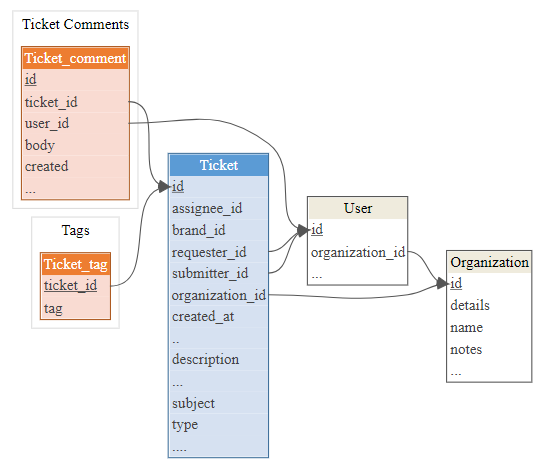 Ticket Comments
Ticket_comment
id
ticket_id
user_id
body
created
...
Tags
Ticket_tag
ticket_id
tag
Ticket
id
assignee_id
brand_id
requester_id
submitter_id
organization_id
created_at
..
description
...
subject
type
....
User
id
organization_id
...
Organization
id
details
name
notes
...